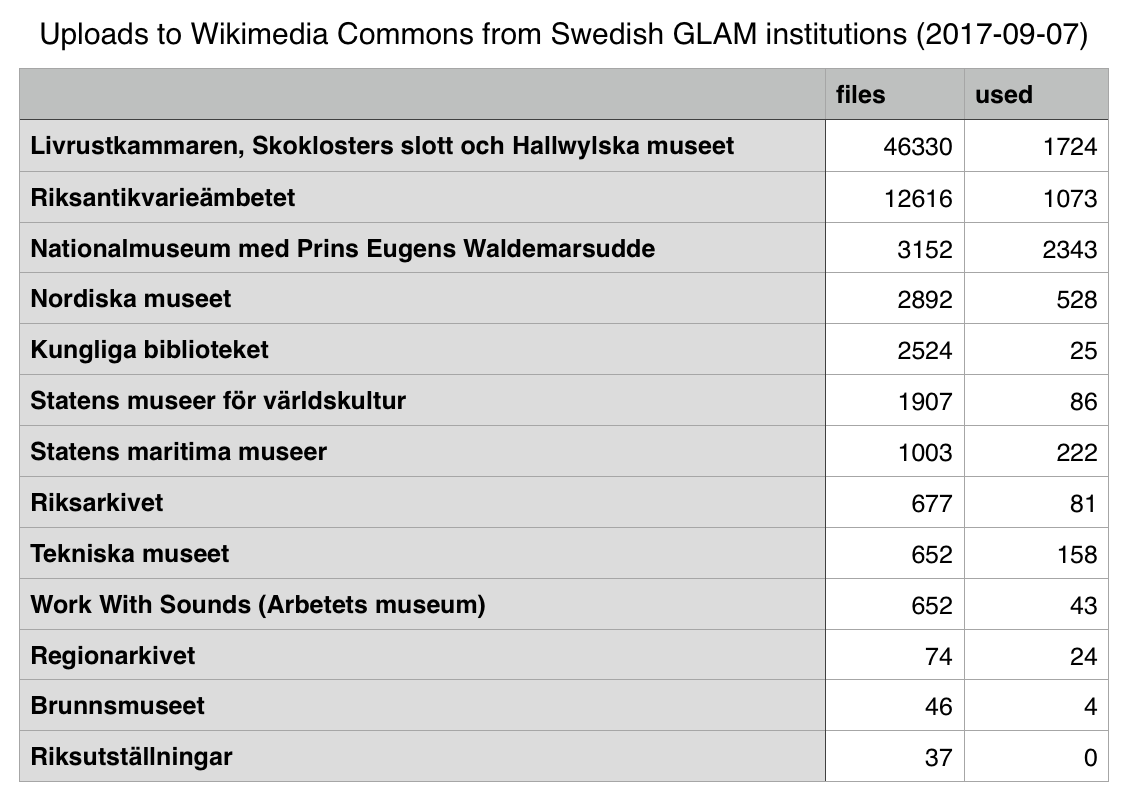 Uploads to Wikimedia Commons from Swedish GLAM institutions (2017-09-07)
files used
Livrustkammaren, Skoklosters slott och Hallwylska museet 46330 1724
Riksantikvarieämbetet 12616 1073
Nationalmuseum med Prins Eugens Waldemarsudde 3152 2343
Nordiska museet 2892 528
Kungliga biblioteket 2524 25
Statens museer för världskultur 1907 86
Statens maritima museer 1003 222
Riksarkivet 677 81
Tekniska museet 652 158
Work With Sounds (Arbetets museum) 652 43
Regionarkivet 74 24
Brunnsmuseet 46 4
Riksutställningar 37 0